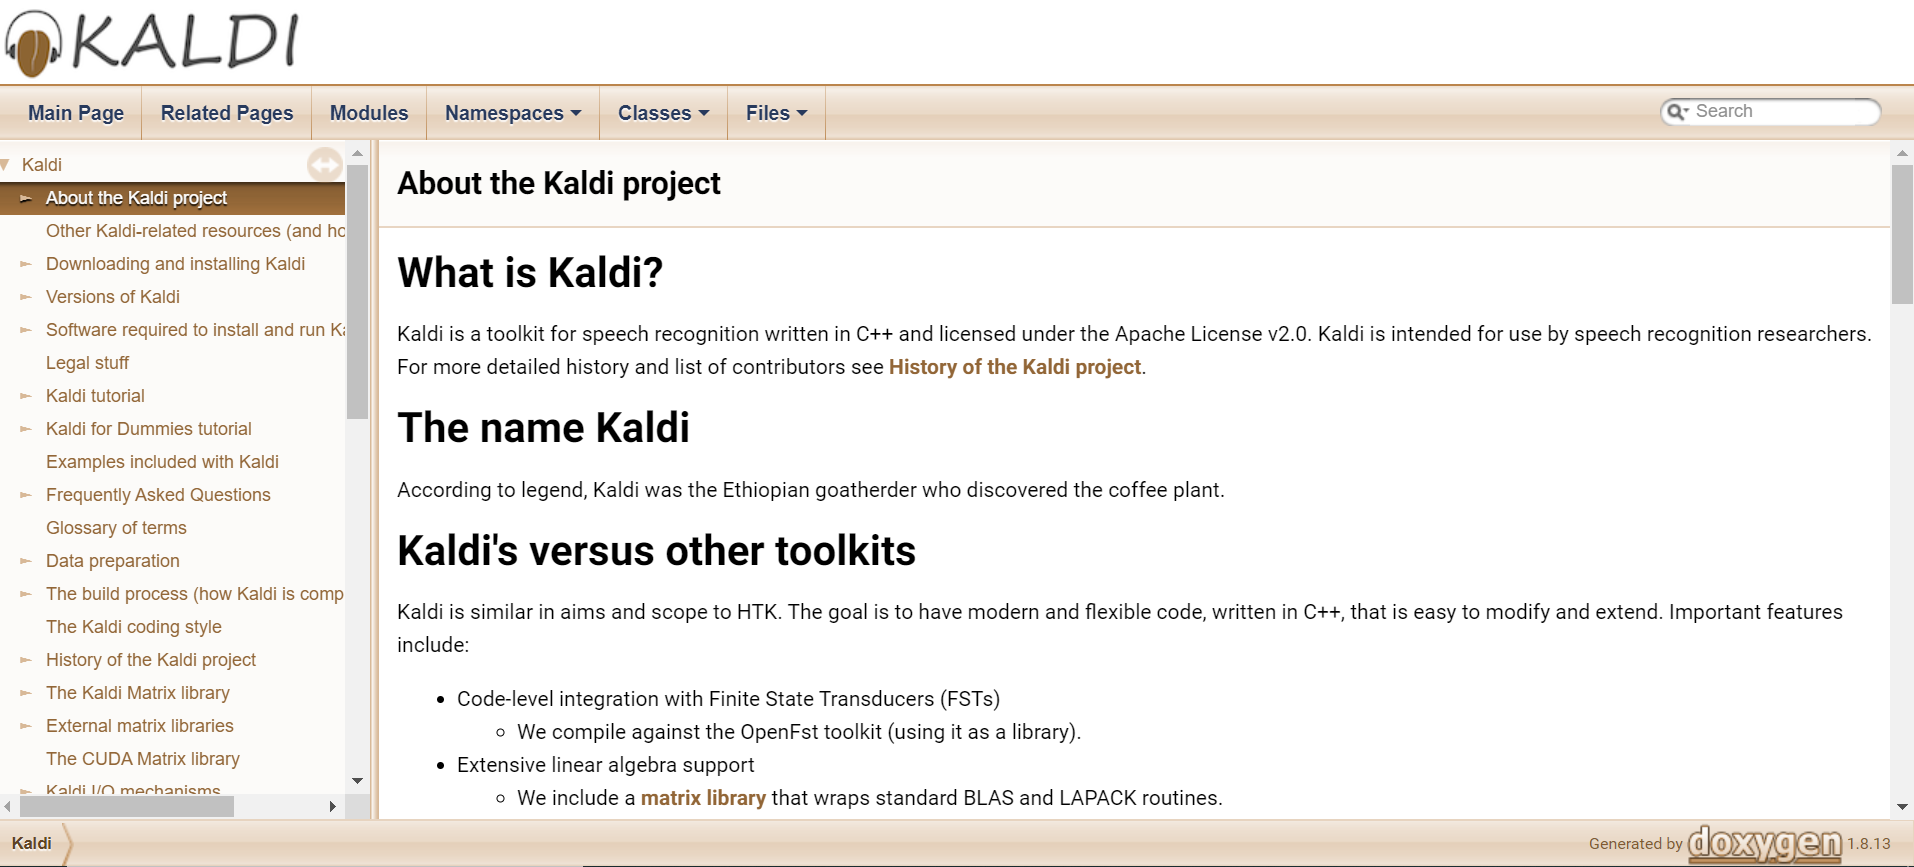 KALDI
Main Page
Related Pages
Modules
Namespaces
Classes
Files
Search
Kaldi
About the Kaldi project
Other Kaldi-related resources (and ho
Downloading and installing Kaldi
Versions of Kaldi
Software required to install and run Ka
Legal stuff
Kaldi tutorial
Kaldi for Dummies tutorial
Examples included with Kaldi
Frequently Asked Questions
Glossary of terms
Data preparation
The build process (how Kaldi is comp
The Kaldi coding style
History of the Kaldi project
The Kaldi Matrix library
External matrix libraries
The CUDA Matrix library
Kaldi I/O mechanisms
About the Kaldi project
What is Kaldi?
Kaldi is a toolkit for speech recognition written in C++ and licensed under the Apache License v2.0. Kaldi is intended for use by speech recognition researchers.
For more detailed history and list of contributors see History of the Kaldi project.
The name Kaldi
According to legend, Kaldi was the Ethiopian goatherder who discovered the coffee plant.
Kaldi's versus other toolkits
Kaldi is similar in aims and scope to HTK. The goal is to have modern and flexible code, written in C++, that is easy to modify and extend. Important features
include:
• Code-level integration with Finite State Transducers (FSTs)
◦ We compile against the OpenFst toolkit (using it as a library).
• Extensive linear algebra support
◦ We include a matrix library that wraps standard BLAS and LAPACK routines.
Kaldi
Generated by doxygen 1.8.13